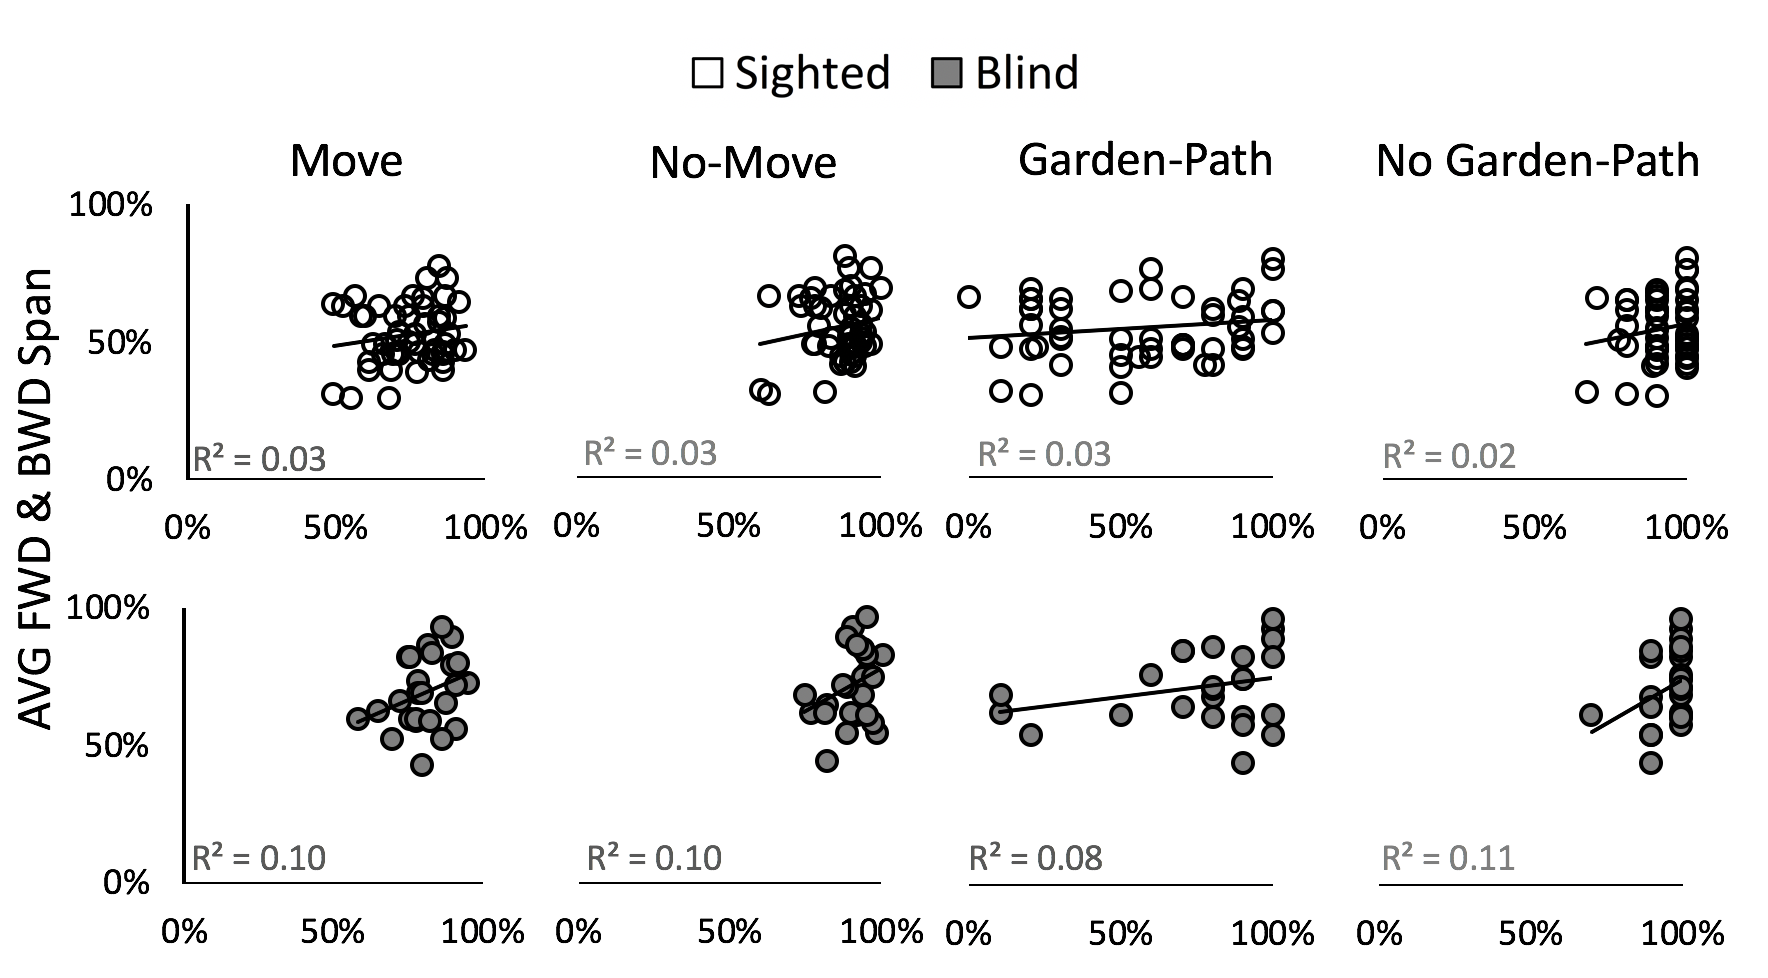 Sighted Blind
Move No-Move Garden-Path No Garden-Path
AVG FWD & BWD Span
100%
50%
0%
R² = 0.03 R² = 0.03 R² = 0.03 R² = 0.02
0% 50% 100% 0% 50% 100% 0% 50% 100% 0% 50% 100%
100%
50%
0%
R² = 0.10 R² = 0.10 R² = 0.08 R² = 0.11
0% 50% 100% 0% 50% 100% 0% 50% 100% 0% 50% 100%